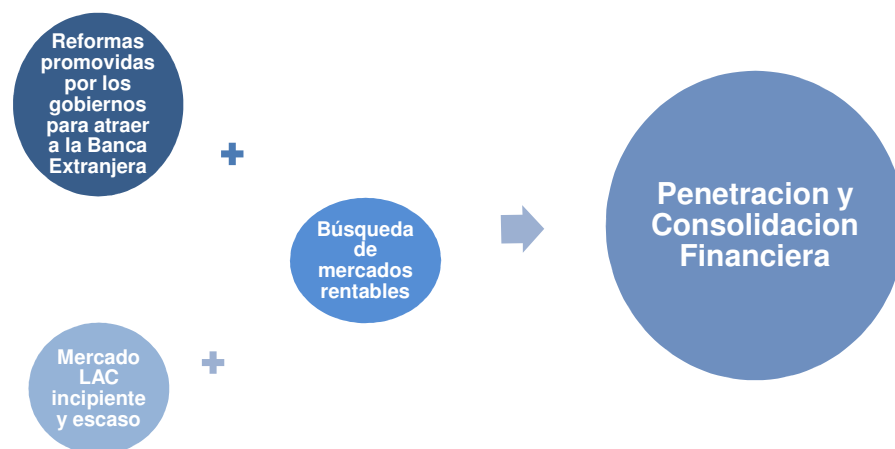 Reformas
promovidas
por los
gobiernos
para atraer
a la Banca
Extranjera
Búsqueda
de
mercados
rentables
Mercado
LAC
incipiente
y escaso
Penetracion y
Consolidacion
Financiera